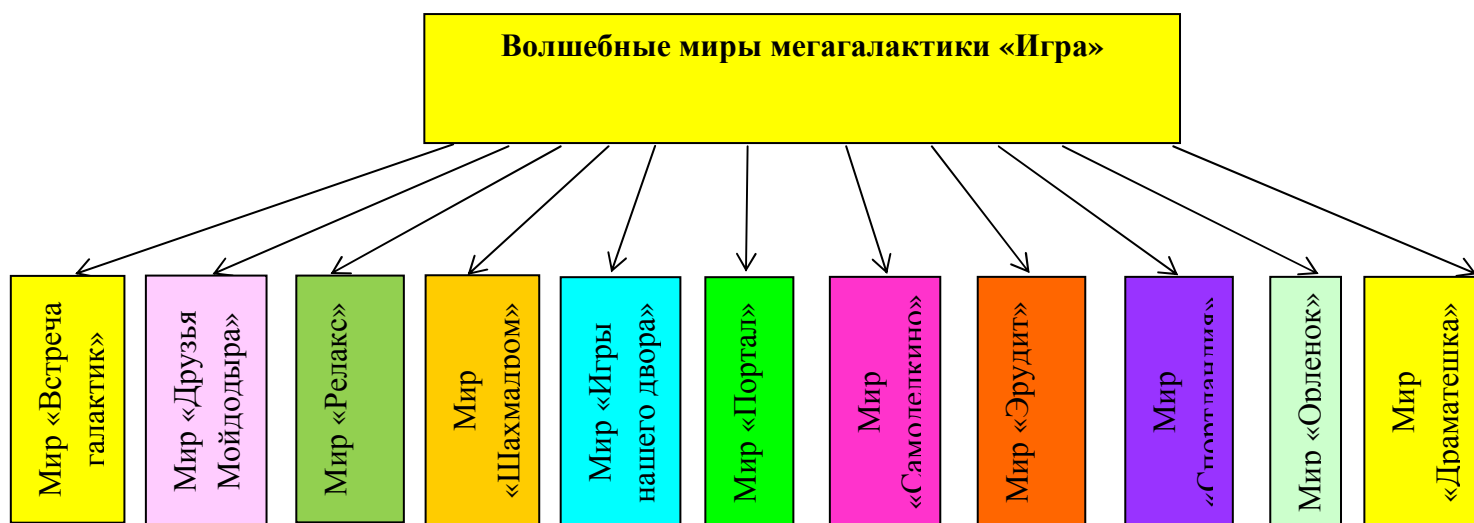 Волшебные миры мегагалактики «Игра»
Мир «Встреча
галактик»
Мир «Друзья
Мойдодыра»
Мир «Релакс»
Мир
«Шахмадром»
Мир «Игры
нашего двора»
Мир «Портал»
Мир
«Самоделкино»
Мир «Эрудит»
Мир
«Спортландия»
Мир «Орленок»
Мир
«Драматешка»